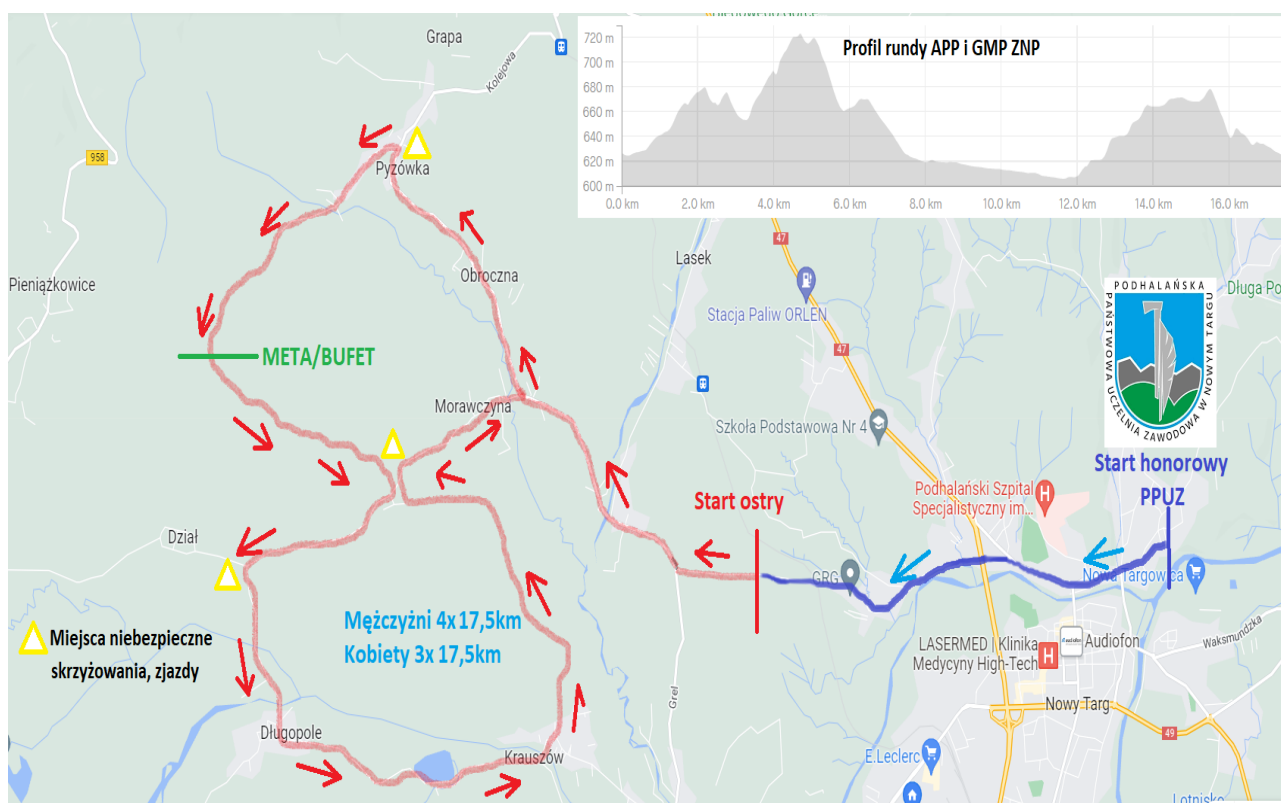 Grapa
Kolejowa
958
Pyzówka
Pieniążkowice
Obroczna
META/BUFET
Morawczyna
Dział
Miejsca niebezpieczne
skrzyżowania, zjazdy
Mężczyźni 4x 17,5km
Kobiety 3x 17,5km
Długopole
Krauszów
Profil rundy APP i GMP ZNP
720 m
700 m
680 m
660 m
640 m
620 m
600 m
0.0 km
2.0 km
4.0 km
6.0 km
8.0 km
10.0 km
12.0 km
14.0 km
16.0 km
47
Lasek
Stacja Paliw ORLEN
47
Długa Po
PODHALAŃSKA
PAŃSTWOWA UCZELNIA ZAWODOWA W NOWYM TARGU
Szkoła Podstawowa Nr 4
Start honorowy
PPUZ
Podhalański Szpital
Specjalistyczny im...
H
Start ostry
GRG
Nowa Targowica
LASERMED | Klinika
Medycyny High-Tech
H
audiofon
Audiofon
Waksmundzka
Grel
Nowy Targ
49
E.Leclerc
Lotnisko